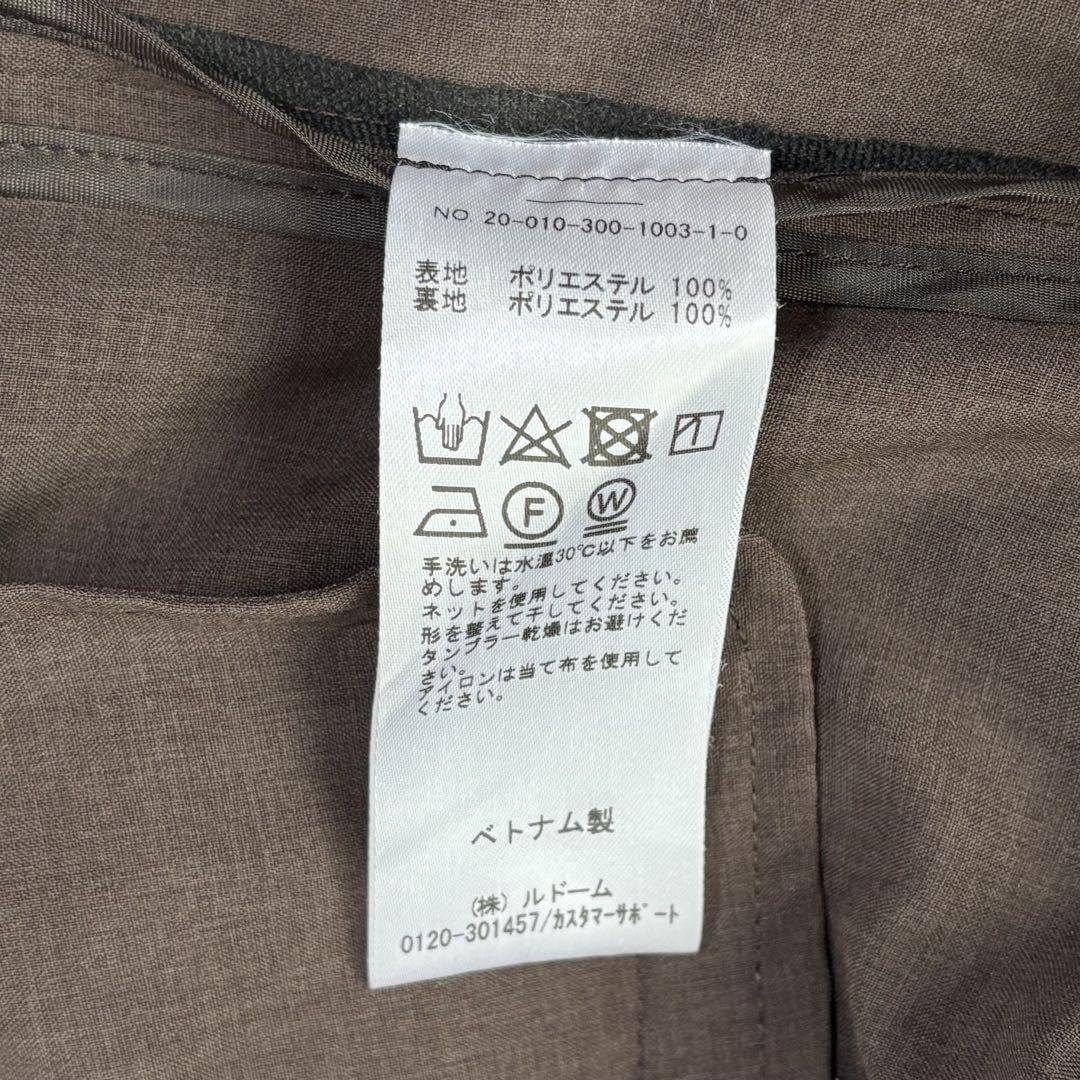 NO 20-010-300-1003-1-0
表地 ポリエステル 100%
裏地 ポリエステル 100%
F W
手洗いは水温30℃以下をお薦
めします。
ネットを使用してください。
形を整えて干してください。
タンブラー乾燥はお避けくだ
さい。
アイロンは当て布を使用して
ください。
ベトナム製
(株) ルドーム
0120-301457/カスタマーサポート